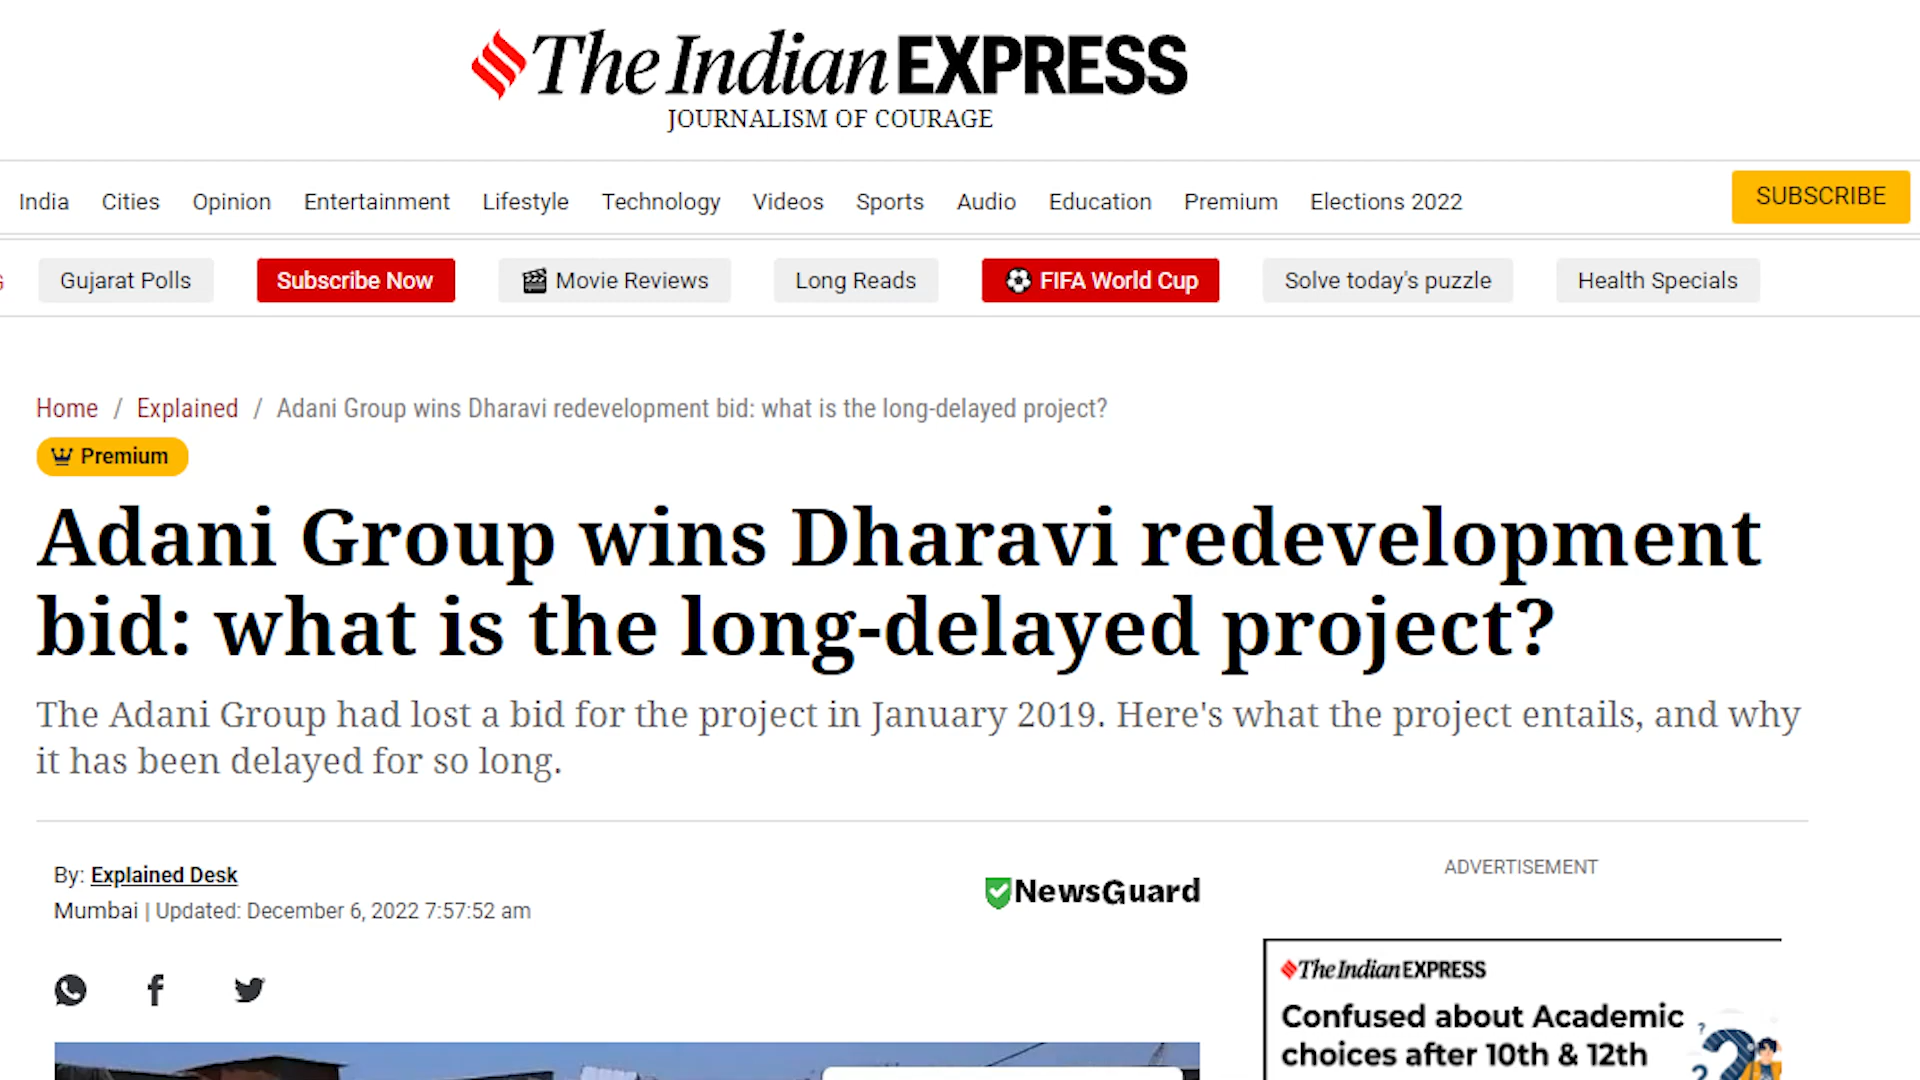 The Indian EXPRESS
JOURNALISM OF COURAGE
India Cities Opinion Entertainment Lifestyle Technology Videos Sports Audio Education Premium Elections 2022 SUBSCRIBE
Gujarat Polls Subscribe Now Movie Reviews Long Reads FIFA World Cup Solve today's puzzle Health Specials
Home / Explained / Adani Group wins Dharavi redevelopment bid: what is the long-delayed project?
Premium
Adani Group wins Dharavi redevelopment
bid: what is the long-delayed project?
The Adani Group had lost a bid for the project in January 2019. Here's what the project entails, and why
it has been delayed for so long.
By: Explained Desk
Mumbai | Updated: December 6, 2022 7:57:52 am
NewsGuard
ADVERTISEMENT
The Indian EXPRESS
Confused about Academic
choices after 10th & 12th